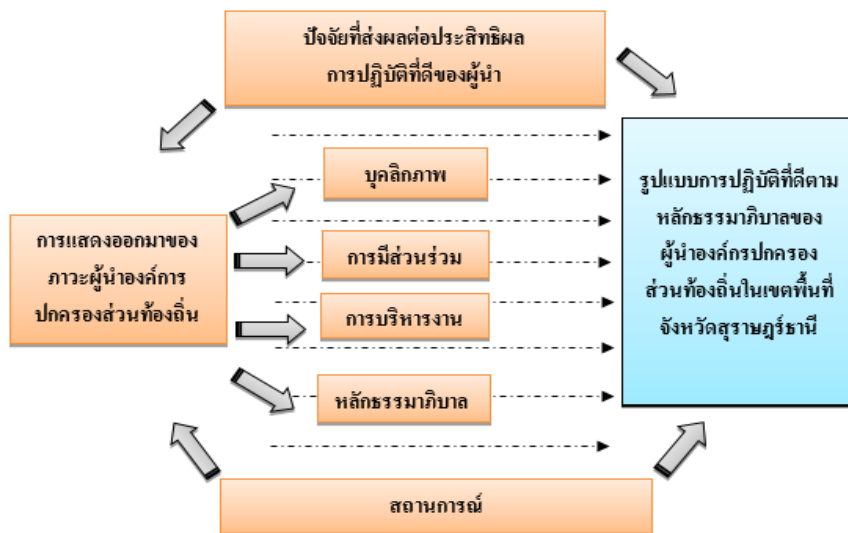 ปัจจัยที่ส่งผลต่อประสิทธิผล
การปฏิบัติที่ดีของผู้นำ
การแสดงออกมาของ
ภาวะผู้นำองค์การ
ปกครองส่วนท้องถิ่น
บุคลิกภาพ
การมีส่วนร่วม
การบริหารงาน
หลักธรรมาภิบาล
รูปแบบการปฏิบัติที่ดีตาม
หลักธรรมาภิบาลของ
ผู้นำองค์กรปกครอง
ส่วนท้องถิ่นในเขตพื้นที่
จังหวัดสุราษฎร์ธานี
สถานการณ์